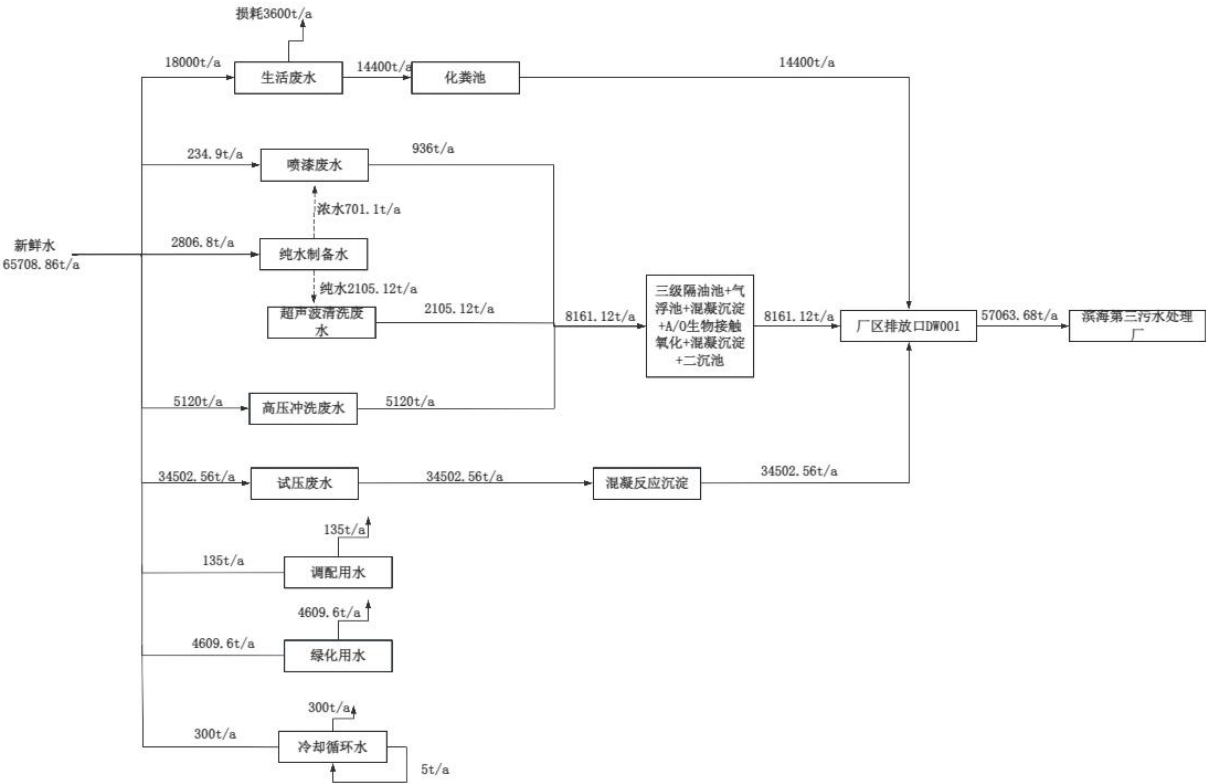 损耗3600t/a
18000t/a
生活废水
14400t/a
化粪池
14400t/a
234.9t/a
喷漆废水
936t/a
浓水701.1t/a
新鲜水
65708.86t/a
2806.8t/a
纯水制备水
纯水2105.12t/a
超声波清洗废
水
2105.12t/a
8161.12t/a
三级隔油池+气
浮池+混凝沉淀
+A/O生物接触
氧化+混凝沉淀
+二沉池
8161.12t/a
厂区排放口DW001
57063.68t/a
滨海第三污水处理
厂
5120t/a
高压冲洗废水
5120t/a
34502.56t/a
试压废水
34502.56t/a
混凝反应沉淀
34502.56t/a
135t/a
135t/a
调配用水
4609.6t/a
4609.6t/a
绿化用水
300t/a
300t/a
冷却循环水
5t/a